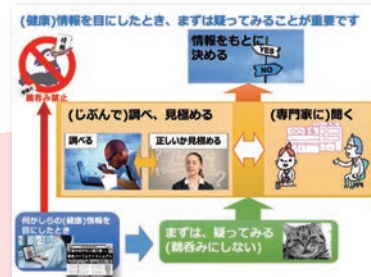 (健康)情報を目にしたとき、まずは疑ってみることが重要です
情報をもとに
決める
YES
NO
鵜呑み禁止
(じぶんで)調べ、見極める
調べる
正しいか見極める
(専門家に)聞く
何かしらの(健康)情報を
目にしたとき
まずは、疑ってみる
(鵜呑みにしない)